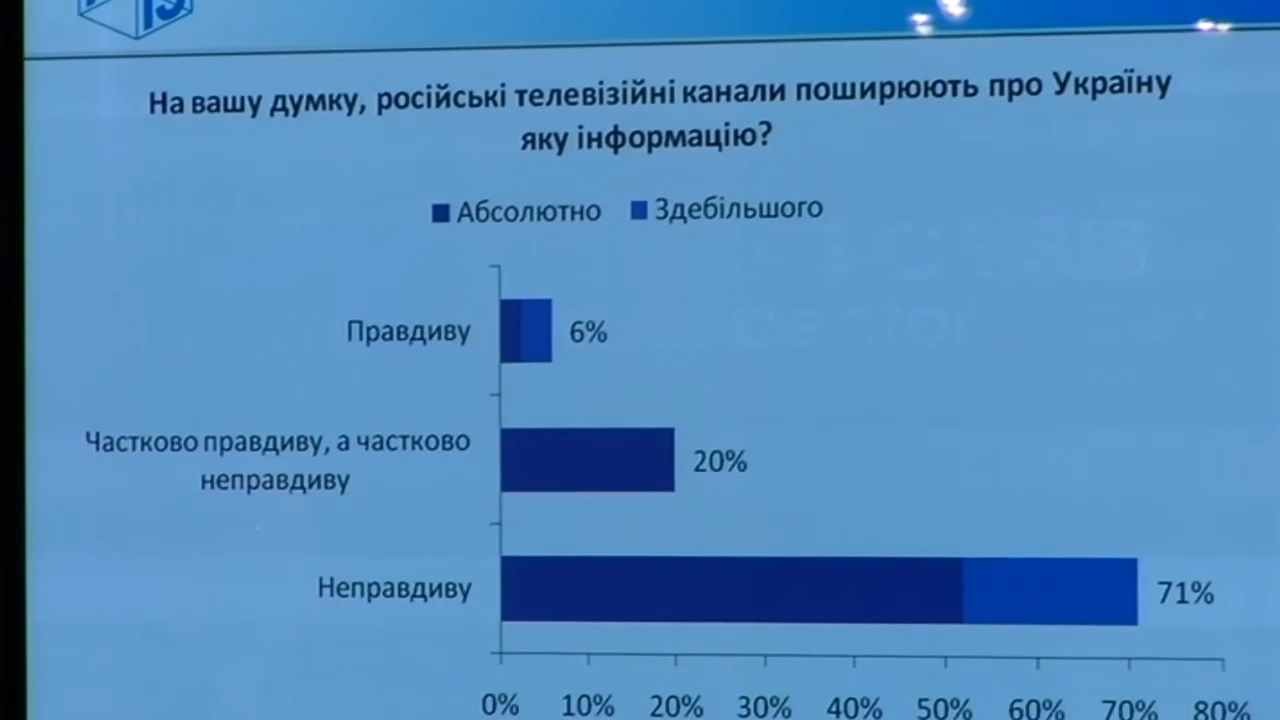 На вашу думку, російські телевізійні канали поширюють про Україну
яку інформацію?
Абсолютно Здебільшого
Правдиву 6%
Частково правдиву, а частково
неправдиву
20%
Неправдиву 71%
0% 10% 20% 30% 40% 50% 60% 70% 80%